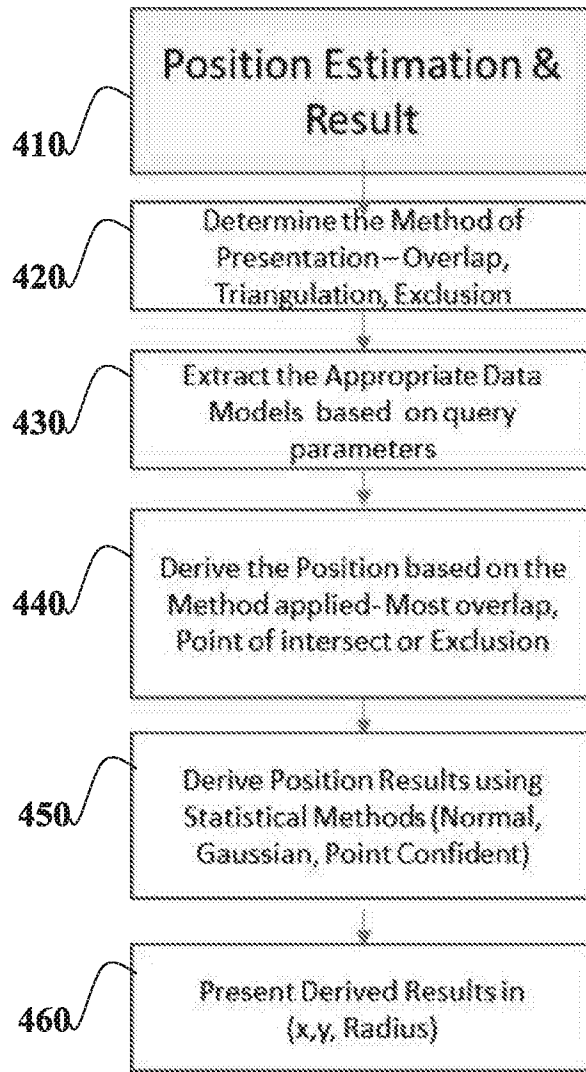 Position Estimation &
Result
410
Determine the Method of
Presentation – Overlap,
Triangulation, Exclusion
420
Extract the Appropriate Data
Models based on query
parameters
430
Derive the Position based on the
Method applied- Most overlap,
Point of intersect or Exclusion
440
Derive Position Results using
Statistical Methods (Normal,
Gaussian, Point Confident)
450
Present Derived Results in
(x,y, Radius)
460